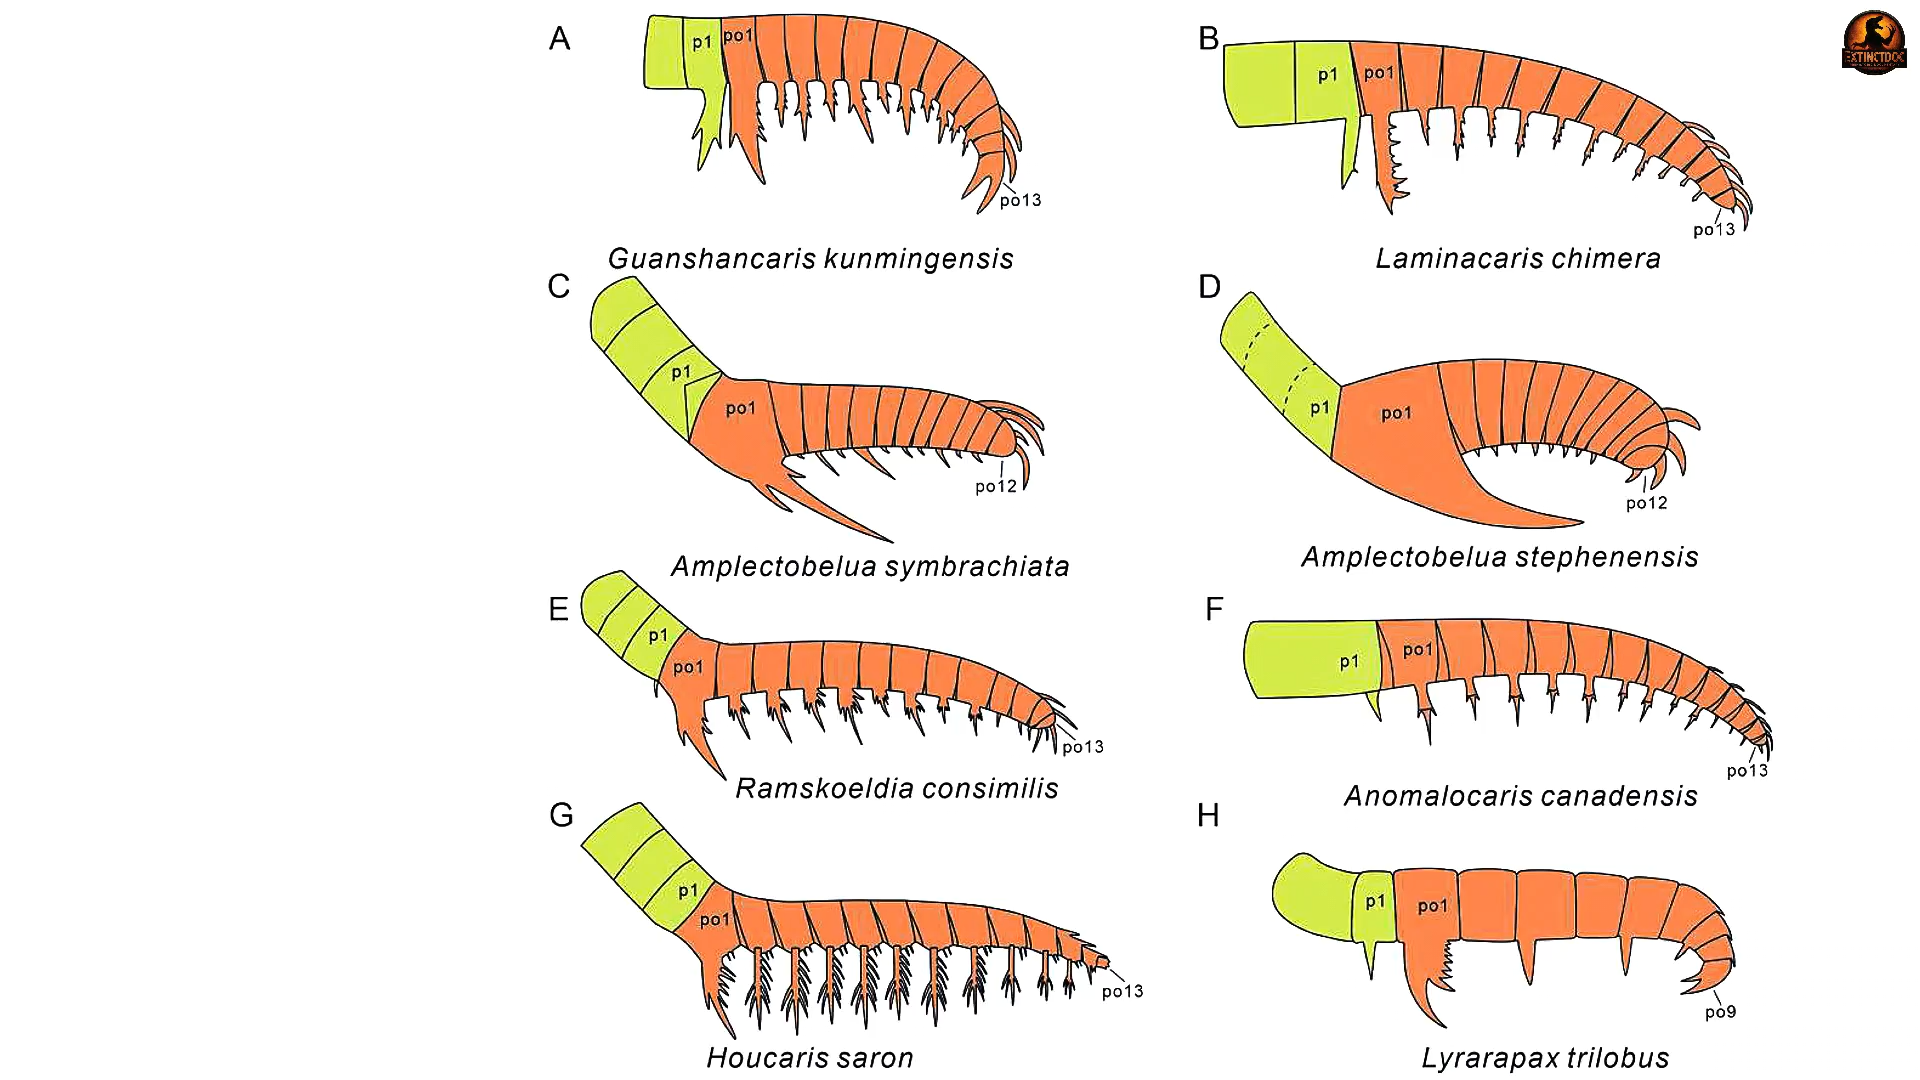 A
p1
po1
po13
Guanshancaris kunmingensis
B
p1
po1
po13
Laminacaris chimera
C
p1
po1
po12
Amplectobelua symbrachiata
D
p1
po1
po12
Amplectobelua stephenensis
E
p1
po1
po13
Ramskoeldia consimilis
F
p1
po1
po13
Anomalocaris canadensis
G
p1
po1
po13
Houcaris saron
H
p1
po1
po9
Lyrarapax trilobus
EXTINCTDOC